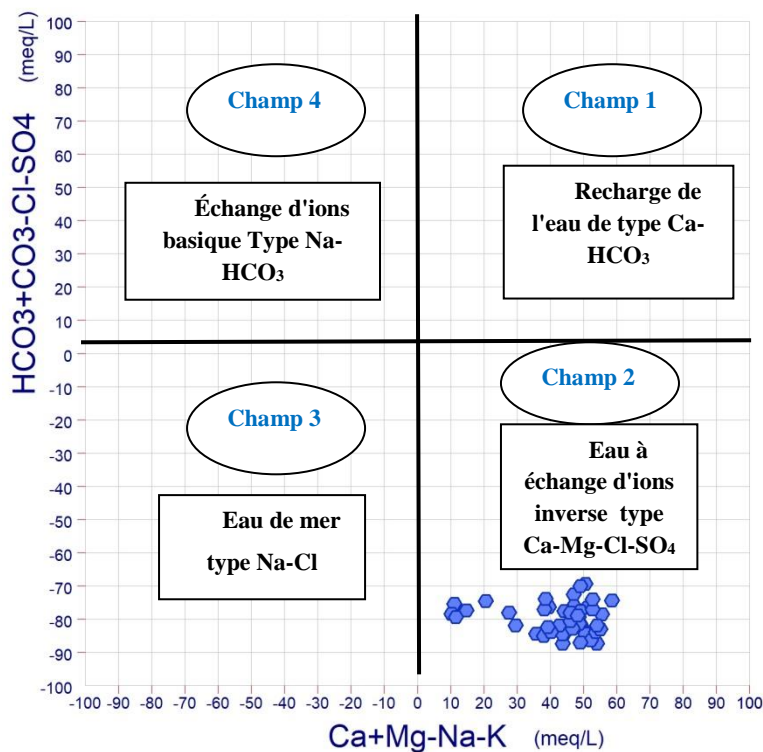 HCO3+CO3-Cl-SO4 (meq/L)
100
90
80
70
60
50
40
30
20
10
0
-10
-20
-30
-40
-50
-60
-70
-80
-90
-100
Champ 4
Champ 1
Échange d'ions
basique Type Na-
HCO₃
Recharge de
l'eau de type Ca-
HCO₃
Champ 3
Champ 2
Eau de mer
type Na-Cl
Eau à
échange d'ions
inverse type
Ca-Mg-Cl-SO₄
-100 -90 -80 -70 -60 -50 -40 -30 -20 -10 0 10 20 30 40 50 60 70 80 90 100
Ca+Mg-Na-K (meq/L)